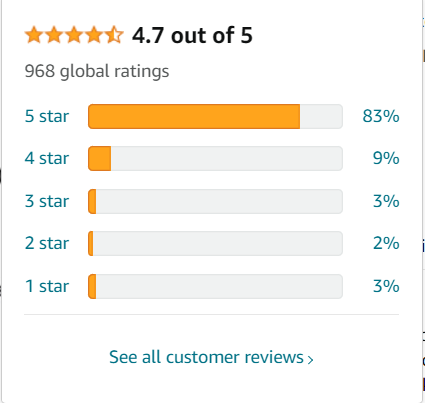 4.7 out of 5
968 global ratings
5 star 83%
4 star 9%
3 star 3%
2 star 2%
1 star 3%
See all customer reviews ›